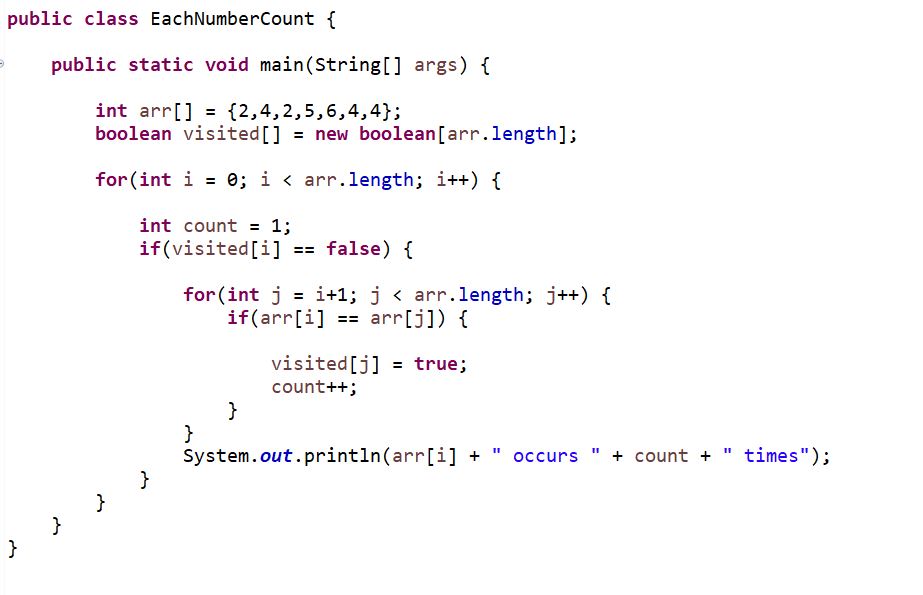 public class EachNumberCount {
public static void main(String[] args) {
int arr[] = {2,4,2,5,6,4,4};
boolean visited[] = new boolean[arr.length];
for(int i = 0; i < arr.length; i++) {
int count = 1;
if(visited[i] == false) {
for(int j = i+1; j < arr.length; j++) {
if(arr[i] == arr[j]) {
visited[j] = true;
count++;
}
}
System.out.println(arr[i] + " occurs " + count + " times");
}
}
}
}